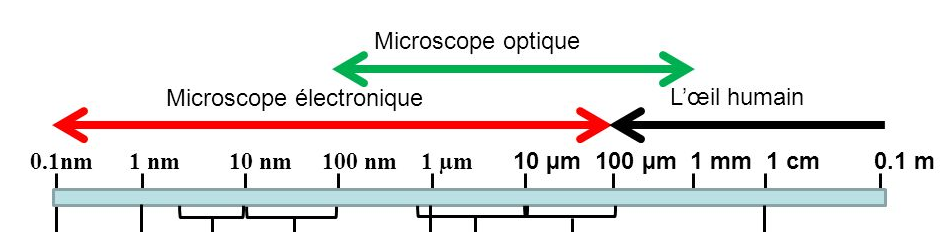 Microscope optique
Microscope électronique
L'œil humain
0.1nm 1 nm 10 nm 100 nm 1 µm 10 µm 100 µm 1 mm 1 cm 0.1 m